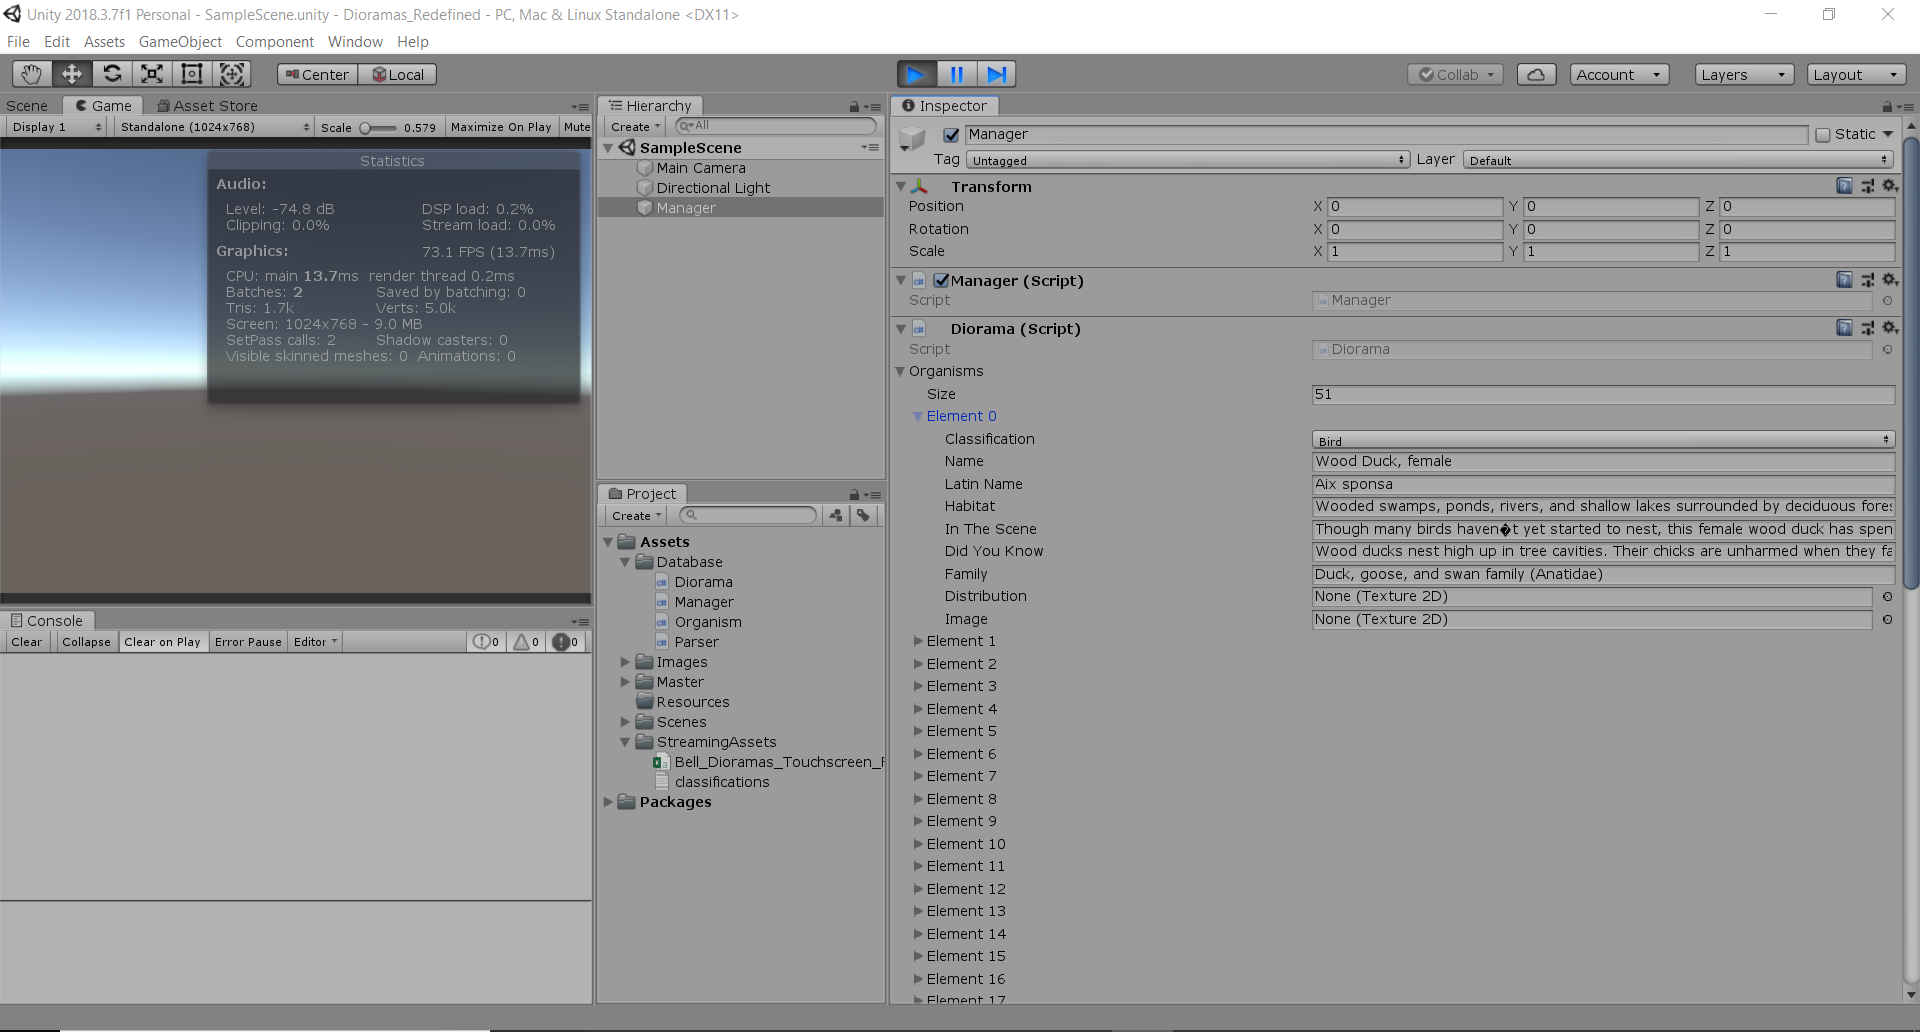 Unity 2018.3.7f1 Personal - SampleScene.unity - Dioramas_Redefined - PC, Mac & Linux Standalone <DX11>
File Edit Assets GameObject Component Window Help
Center Local Collab Account Layers Layout
Scene Game Asset Store
Display 1 Standalone (1024x768) Scale 0.579 Maximize On Play Mute
Statistics
Audio:
Level: -74.8 dB DSP load: 0.2%
Clipping: 0.0% Stream load: 0.0%
Graphics: 73.1 FPS (13.7ms)
CPU: main 13.7ms render thread 0.2ms
Batches: 2 Saved by batching: 0
Tris: 1.7k Verts: 5.0k
Screen: 1024x768 - 9.0 MB
SetPass calls: 2 Shadow casters: 0
Visible skinned meshes: 0 Animations: 0
Console
Clear Collapse Clear on Play Error Pause Editor 0 0 0
Hierarchy
Create All
SampleScene
Main Camera
Directional Light
Manager
Project
Create
Assets
Database
Diorama
Manager
Organism
Parser
Images
Master
Resources
Scenes
StreamingAssets
Bell_Dioramas_Touchscreen_
classifications
Packages
Inspector
Manager Static
Tag Untagged Layer Default
Transform
Position X 0 Y 0 Z 0
Rotation X 0 Y 0 Z 0
Scale X 1 Y 1 Z 1
Manager (Script)
Script Manager
Diorama (Script)
Script Diorama
Organisms
Size 51
Element 0
Classification Bird
Name Wood Duck, female
Latin Name Aix sponsa
Habitat Wooded swamps, ponds, rivers, and shallow lakes surrounded by deciduous fores
In The Scene Though many birds haven�t yet started to nest, this female wood duck has spen
Did You Know Wood ducks nest high up in tree cavities. Their chicks are unharmed when they fa
Family Duck, goose, and swan family (Anatidae)
Distribution None (Texture 2D)
Image None (Texture 2D)
Element 1
Element 2
Element 3
Element 4
Element 5
Element 6
Element 7
Element 8
Element 9
Element 10
Element 11
Element 12
Element 13
Element 14
Element 15
Element 16
Element 17